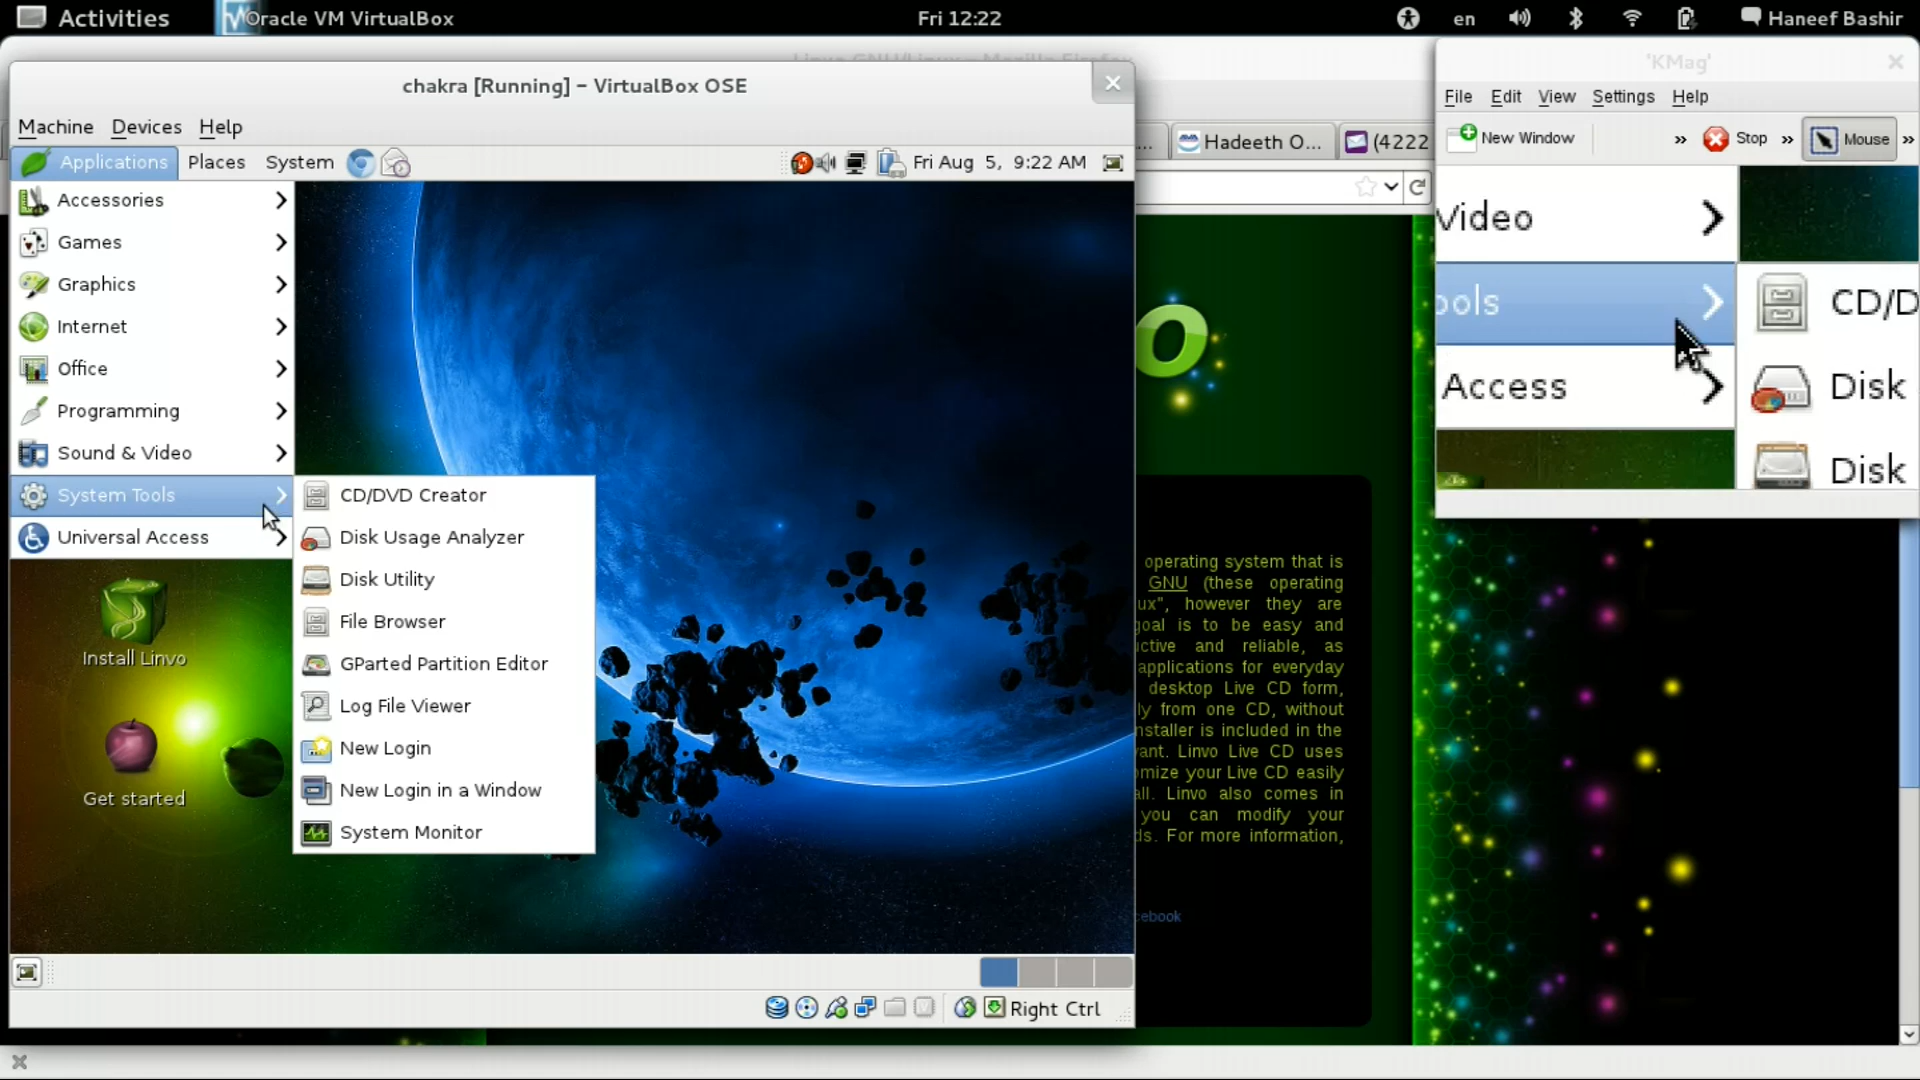 Activities
Oracle VM VirtualBox
Fri 12:22
en
Haneef Bashir
chakra [Running] – VirtualBox OSE
Machine Devices Help
Applications Places System
Fri Aug 5, 9:22 AM
Accessories
Games
Graphics
Internet
Office
Programming
Sound & Video
System Tools
Universal Access
CD/DVD Creator
Disk Usage Analyzer
Disk Utility
File Browser
GParted Partition Editor
Log File Viewer
New Login
New Login in a Window
System Monitor
Install Linvo
Get started
Right Ctrl
Hadeeth O...
(4222
o
operating system that is
GNU (these operating
ux", however they are
goal is to be easy and
uctive and reliable, as
applications for everyday
desktop Live CD form,
ly from one CD, without
nstaller is included in the
vant. Linvo Live CD uses
omize your Live CD easily
all. Linvo also comes in
you can modify your
ds. For more information,
cebook
'KMag'
File Edit View Settings Help
New Window
» Stop » Mouse »
Video
ools
Access
CD/D
Disk
Disk